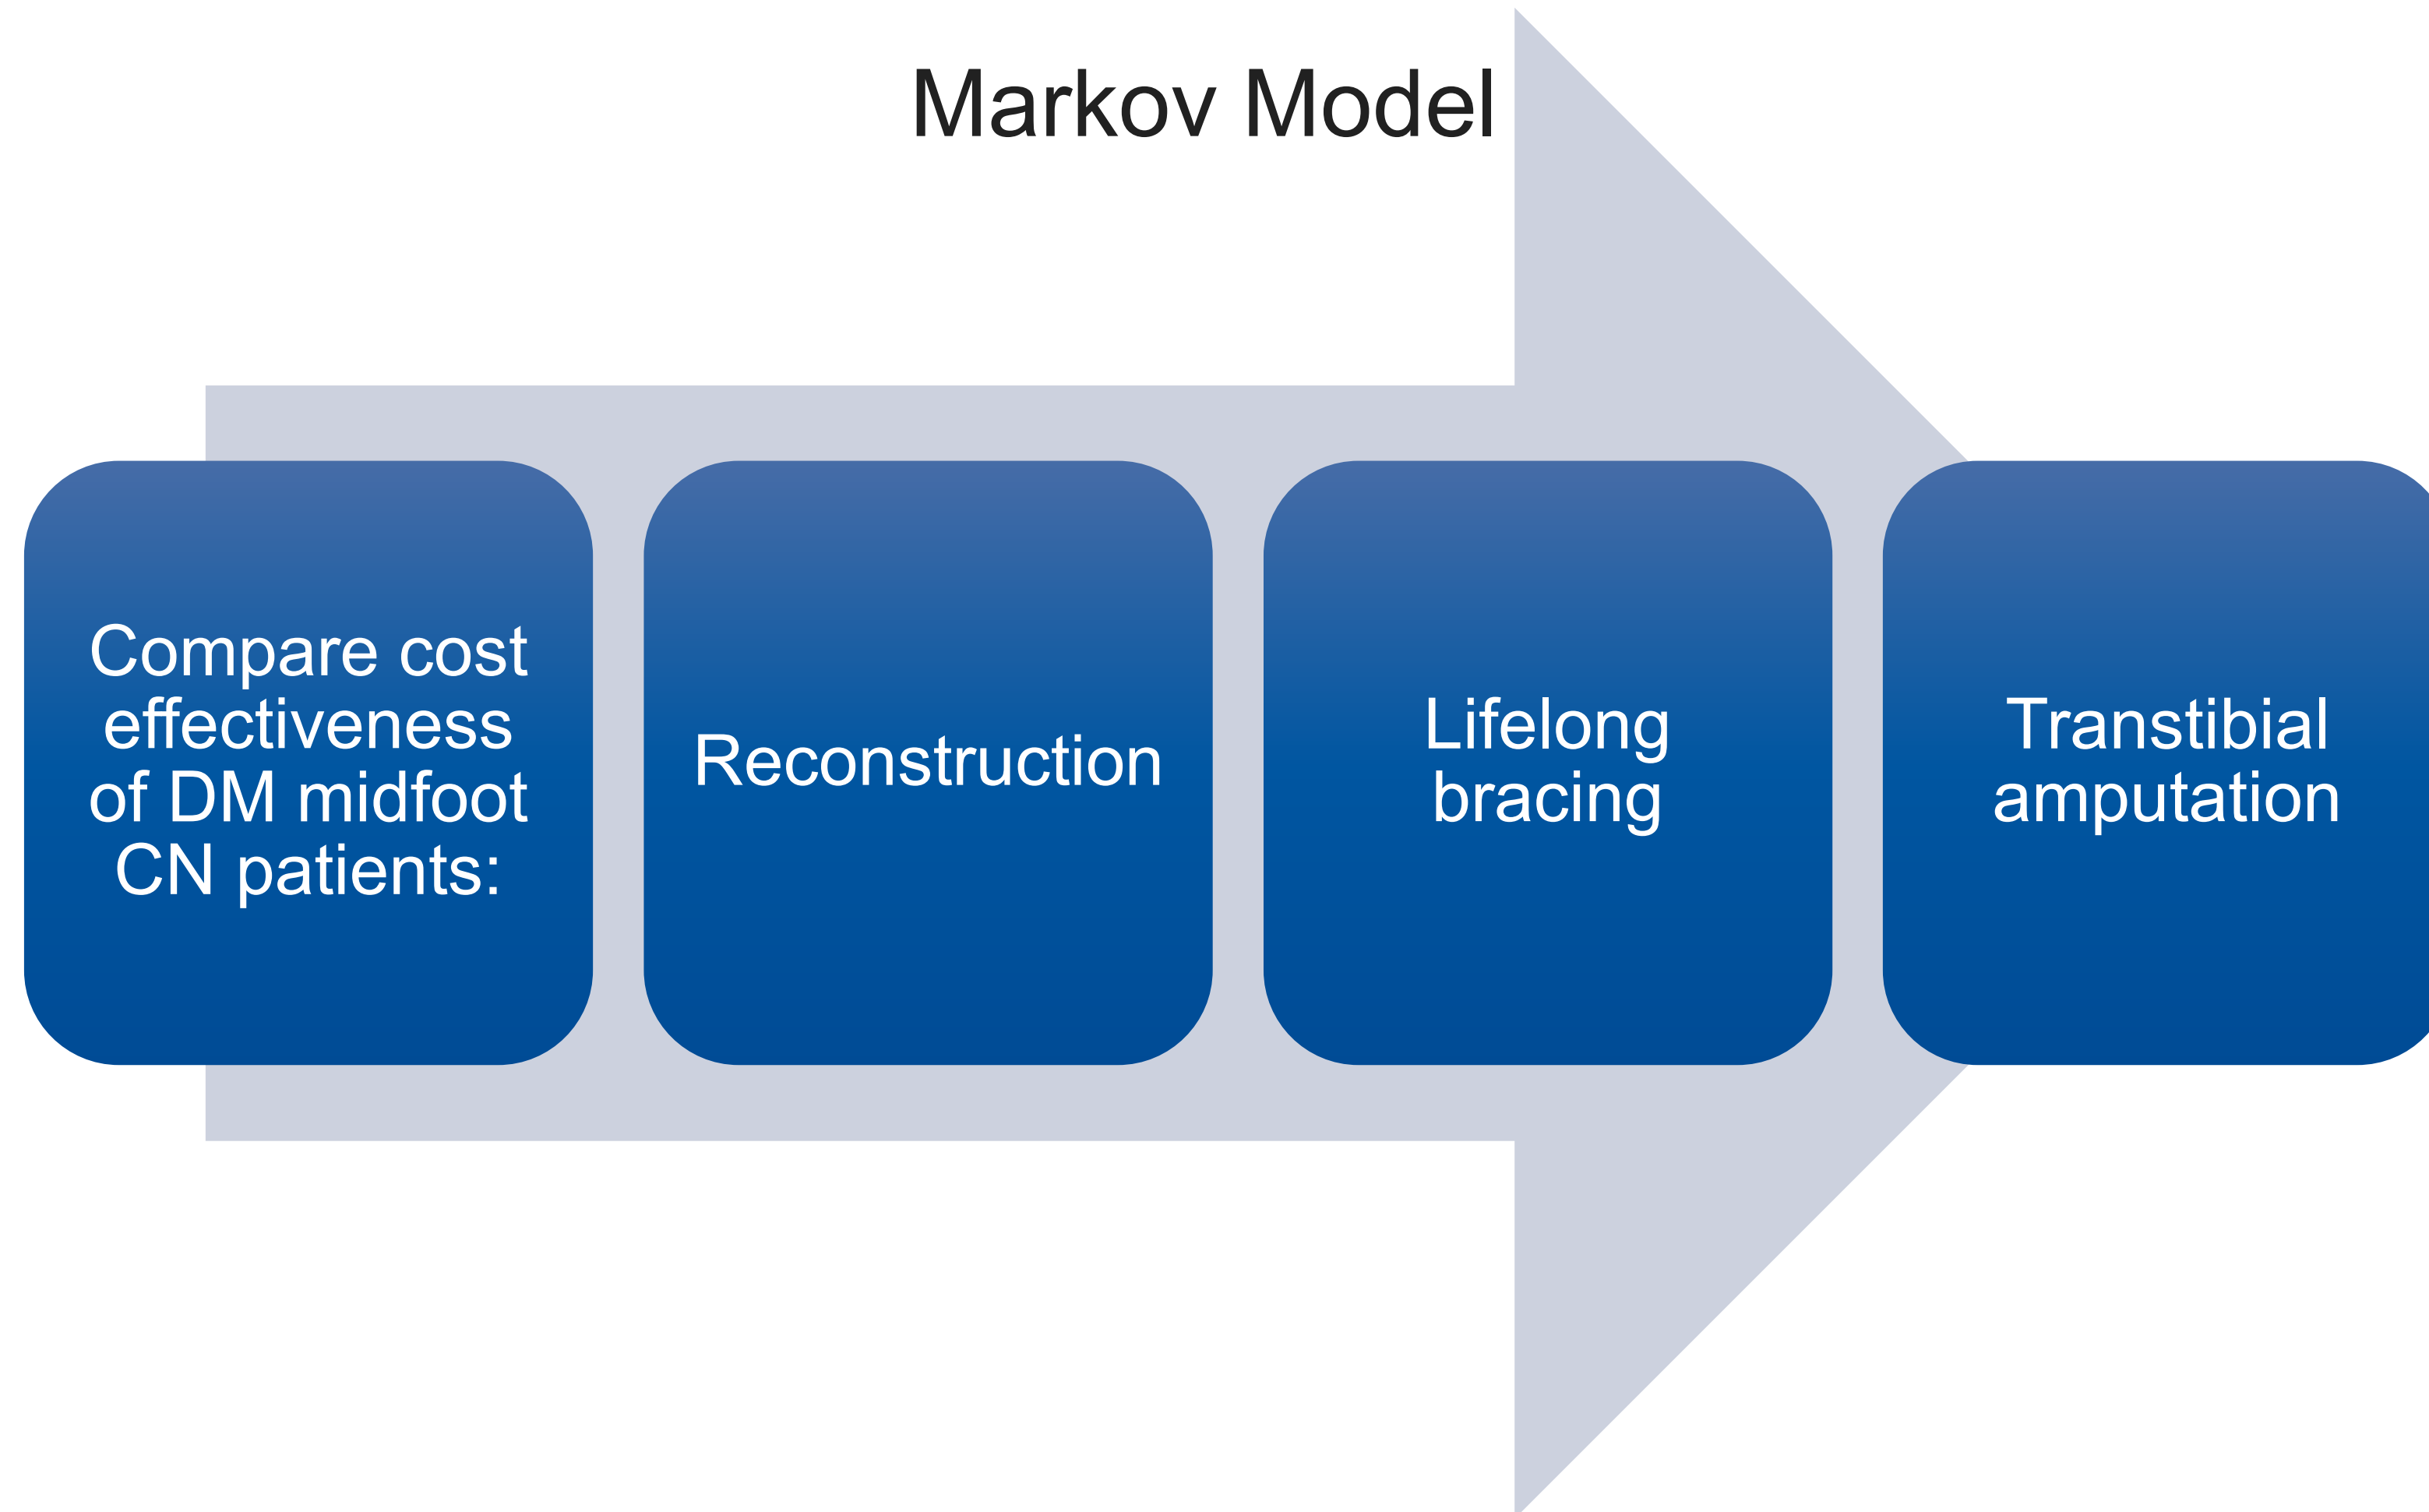 Markov Model
Compare cost
effectiveness
of DM midfoot
CN patients:
Reconstruction
Lifelong
bracing
Transtibial
amputation